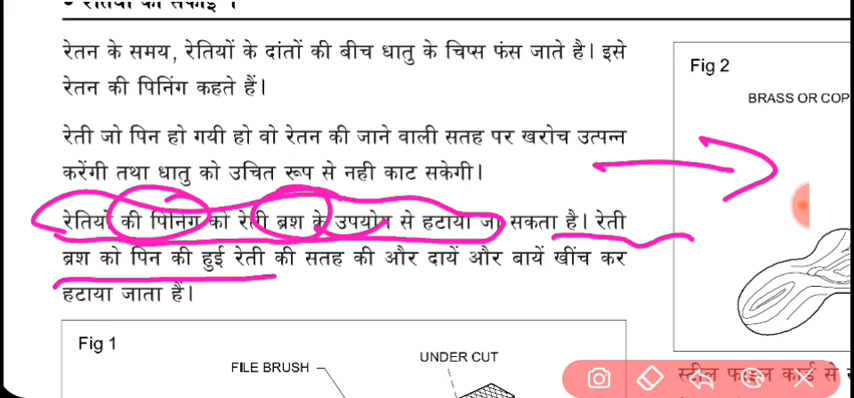 रेतियों की सफाई ।
रेतन के समय, रेतियों के दांतों की बीच धातु के चिप्स फंस जाते है। इसे
रेतन की पिनिंग कहते हैं।
रेती जो पिन हो गयी हो वो रेतन की जाने वाली सतह पर खरोच उत्पन्न
करेंगी तथा धातु को उचित रूप से नही काट सकेगी।
रेतियों की पिनिंग को रेती ब्रश के उपयोग से हटाया जा सकता है। रेती
ब्रश को पिन की हुई रेती की सतह की और दायें और बायें खींच कर
हटाया जाता हैं।
Fig 1
FILE BRUSH
UNDER CUT
Fig 2
BRASS OR COP
स्टील फाइल कार्ड से